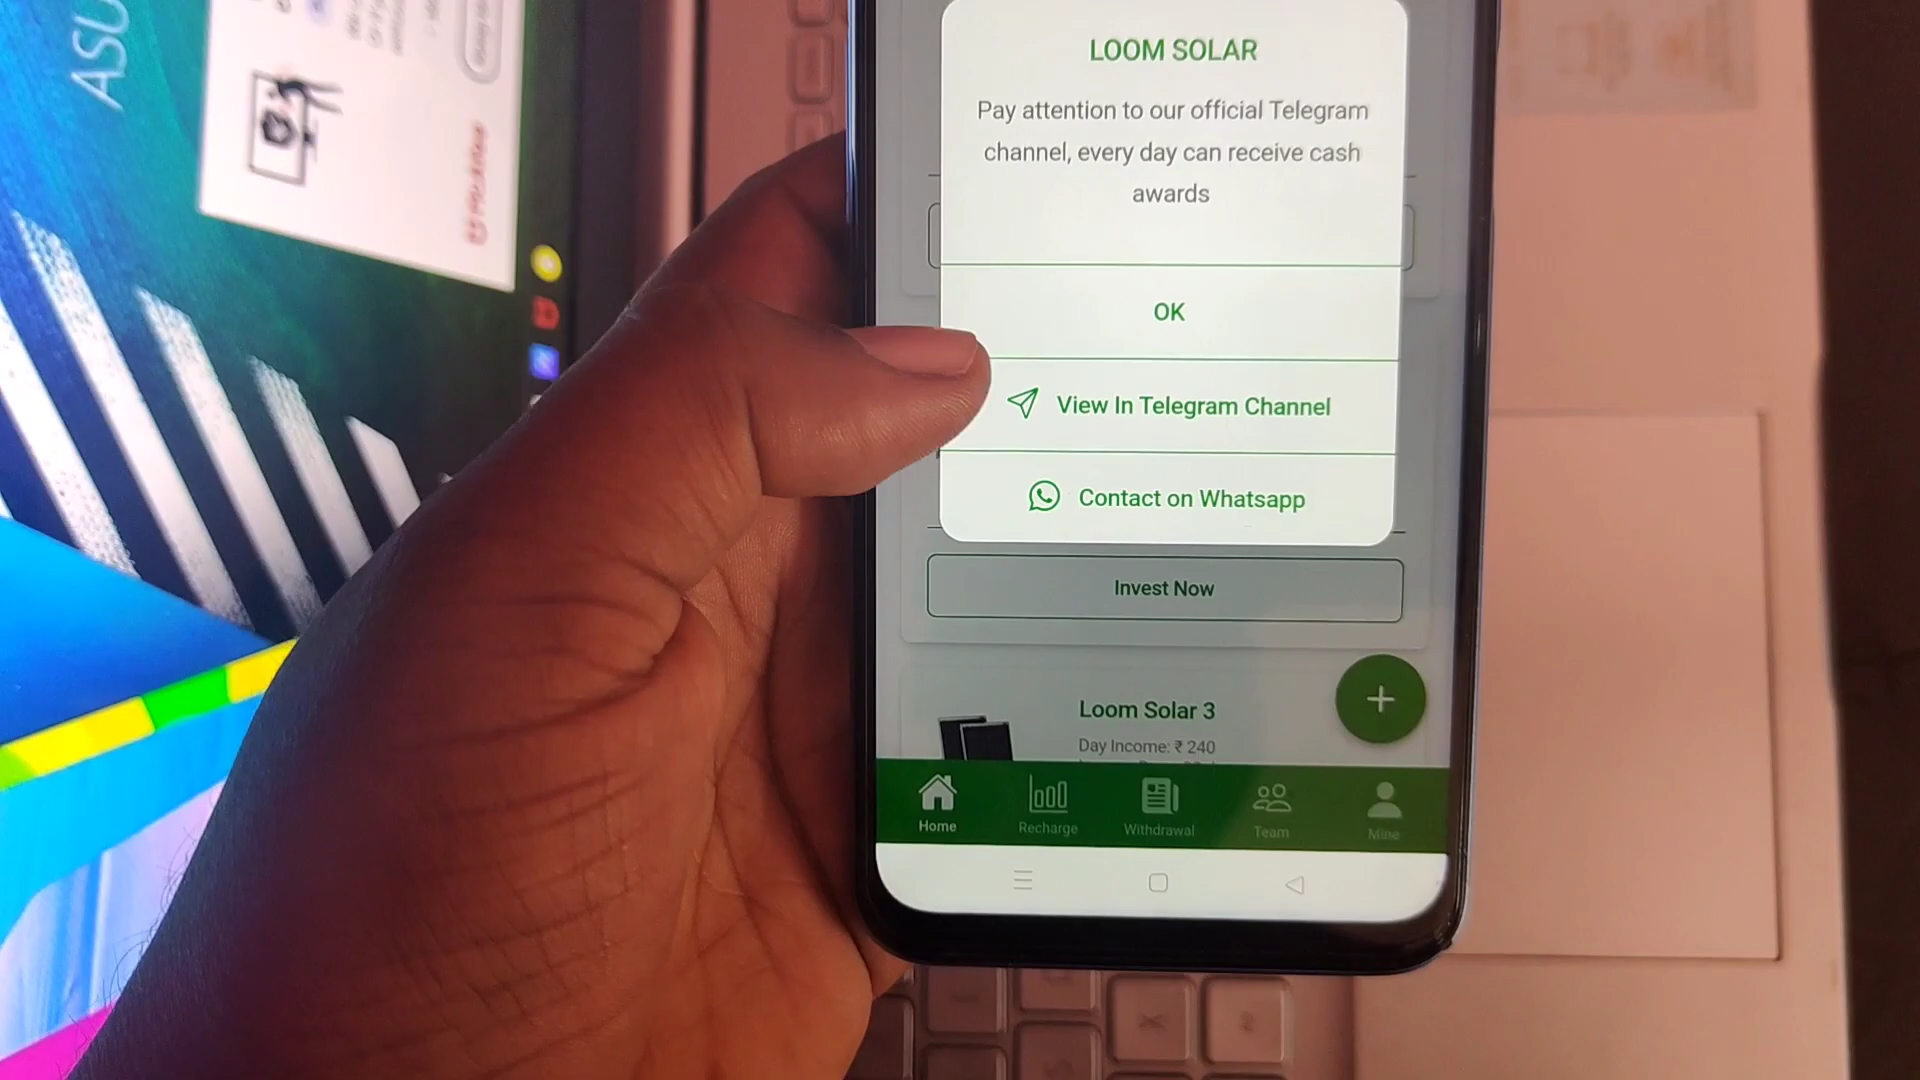 ASU
McAfee
LOOM SOLAR
Pay attention to our official Telegram
channel, every day can receive cash
awards
OK
View In Telegram Channel
Contact on Whatsapp
Invest Now
Loom Solar 3
Day Income: ₹ 240
Home
Recharge
Withdrawal
Team
Mine